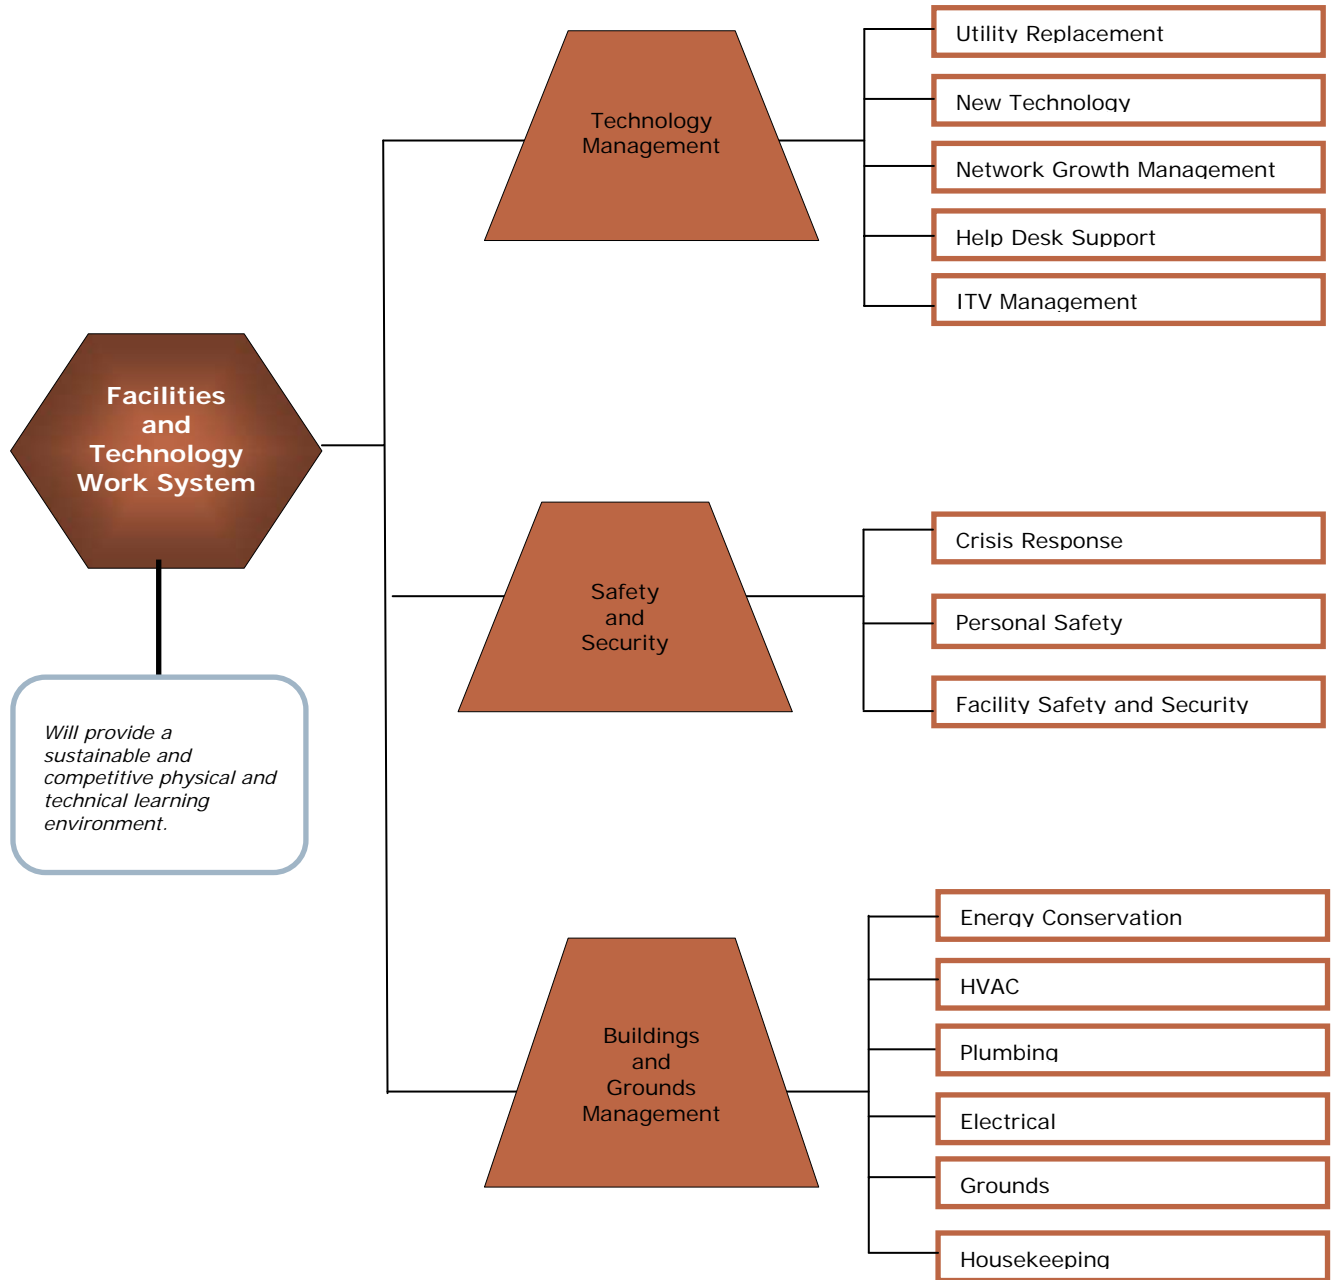 Facilities
and
Technology
Work System
Will provide a
sustainable and
competitive physical and
technical learning
environment.
Technology
Management
Utility Replacement
New Technology
Network Growth Management
Help Desk Support
ITV Management
Safety
and
Security
Crisis Response
Personal Safety
Facility Safety and Security
Buildings
and
Grounds
Management
Energy Conservation
HVAC
Plumbing
Electrical
Grounds
Housekeeping